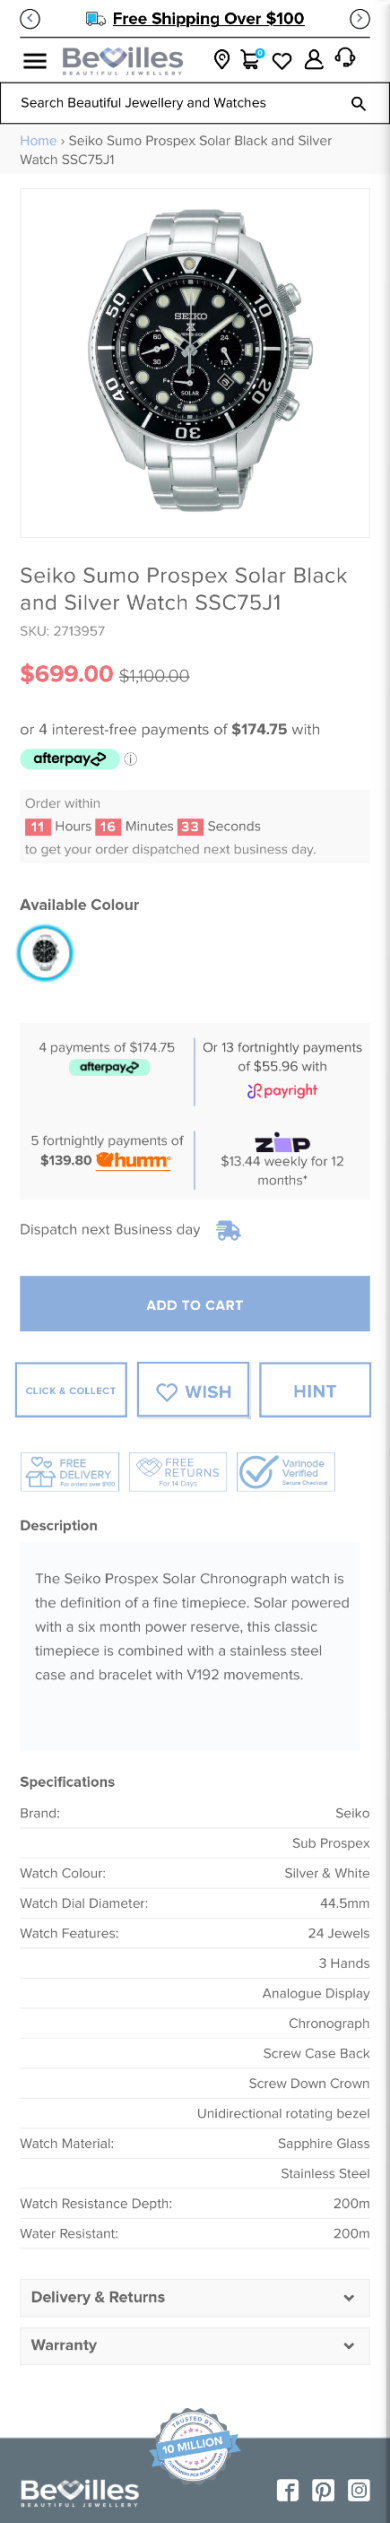 Free Shipping Over $100
Bevilles
BEAUTIFUL JEWELLERY
0
Search Beautiful Jewellery and Watches
Home › Seiko Sumo Prospex Solar Black and Silver
Watch SSC75J1
50
10
SEIKO
60
24
30
12
SOLAR
40
20
30
Seiko Sumo Prospex Solar Black
and Silver Watch SSC75J1
SKU: 2713957
$699.00 $1,100.00
or 4 interest-free payments of $174.75 with
afterpay
Order within
11 Hours 16 Minutes 33 Seconds
to get your order dispatched next business day.
Available Colour
4 payments of $174.75
afterpay
Or 13 fortnightly payments
of $55.96 with
payright
5 fortnightly payments of
$139.80 humm
zip
$13.44 weekly for 12
months*
Dispatch next Business day
ADD TO CART
CLICK & COLLECT
WISH
HINT
FREE
DELIVERY
For orders over $100
FREE
RETURNS
For 14 Days
Varinode
Verified
Secure Checkout
Description
The Seiko Prospex Solar Chronograph watch is
the definition of a fine timepiece. Solar powered
with a six month power reserve, this classic
timepiece is combined with a stainless steel
case and bracelet with V192 movements.
Specifications
Brand: Seiko
Sub Prospex
Watch Colour: Silver & White
Watch Dial Diameter: 44.5mm
Watch Features: 24 Jewels
3 Hands
Analogue Display
Chronograph
Screw Case Back
Screw Down Crown
Unidirectional rotating bezel
Watch Material: Sapphire Glass
Stainless Steel
Watch Resistance Depth: 200m
Water Resistant: 200m
Delivery & Returns
Warranty
TRUSTED BY
10 MILLION
Bevilles
BEAUTIFUL JEWELLERY